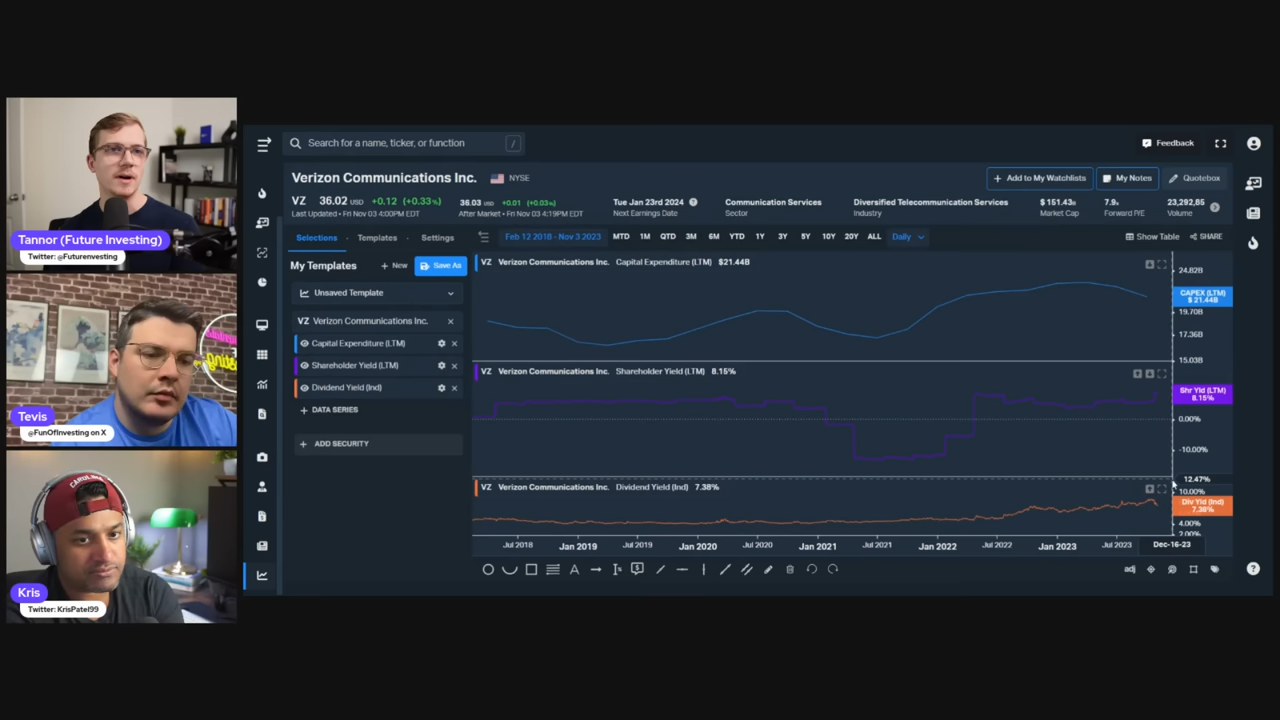 Tannor (Future Investing)
Twitter: @Futurenvesting
Tevis
@FunOfInvesting on X
CAROLINA
Kris
Twitter: KrisPatel99
Search for a name, ticker, or function /
Feedback
Verizon Communications Inc. NYSE
+ Add to My Watchlists My Notes Quotebox
VZ 36.02 USD +0.12 (+0.33%)
Last Updated • Fri Nov 03 4:00PM EDT
36.03 USD +0.01 (+0.03%)
After Market • Fri Nov 03 4:19PM EDT
Tue Jan 23rd 2024
Next Earnings Date
Communication Services
Sector
Diversified Telecommunication Services
Industry
$ 151.43B
Market Cap
7.9x
Forward P/E
23,292,85
Volume
Selections Templates Settings
Feb 12 2018 - Nov 3 2023 MTD 1M QTD 3M 6M YTD 1Y 3Y 5Y 10Y 20Y ALL Daily Show Table SHARE
My Templates + New Save As
Unsaved Template
VZ Verizon Communications Inc.
Capital Expenditure (LTM)
Shareholder Yield (LTM)
Dividend Yield (Ind)
+ DATA SERIES
+ ADD SECURITY
VZ Verizon Communications Inc. Capital Expenditure (LTM) $21.44B
24.82B
CAPEX (LTM)
$ 21.44B
19.70B
17.36B
15.03B
VZ Verizon Communications Inc. Shareholder Yield (LTM) 8.15%
Shr Yld (LTM)
8.15%
0.00%
-10.00%
12.47%
VZ Verizon Communications Inc. Dividend Yield (Ind) 7.38%
10.00%
Div Yld (Ind)
7.38%
4.00%
2.00%
Jul 2018 Jan 2019 Jul 2019 Jan 2020 Jul 2020 Jan 2021 Jul 2021 Jan 2022 Jul 2022 Jan 2023 Jul 2023 Dec-16-23
adj